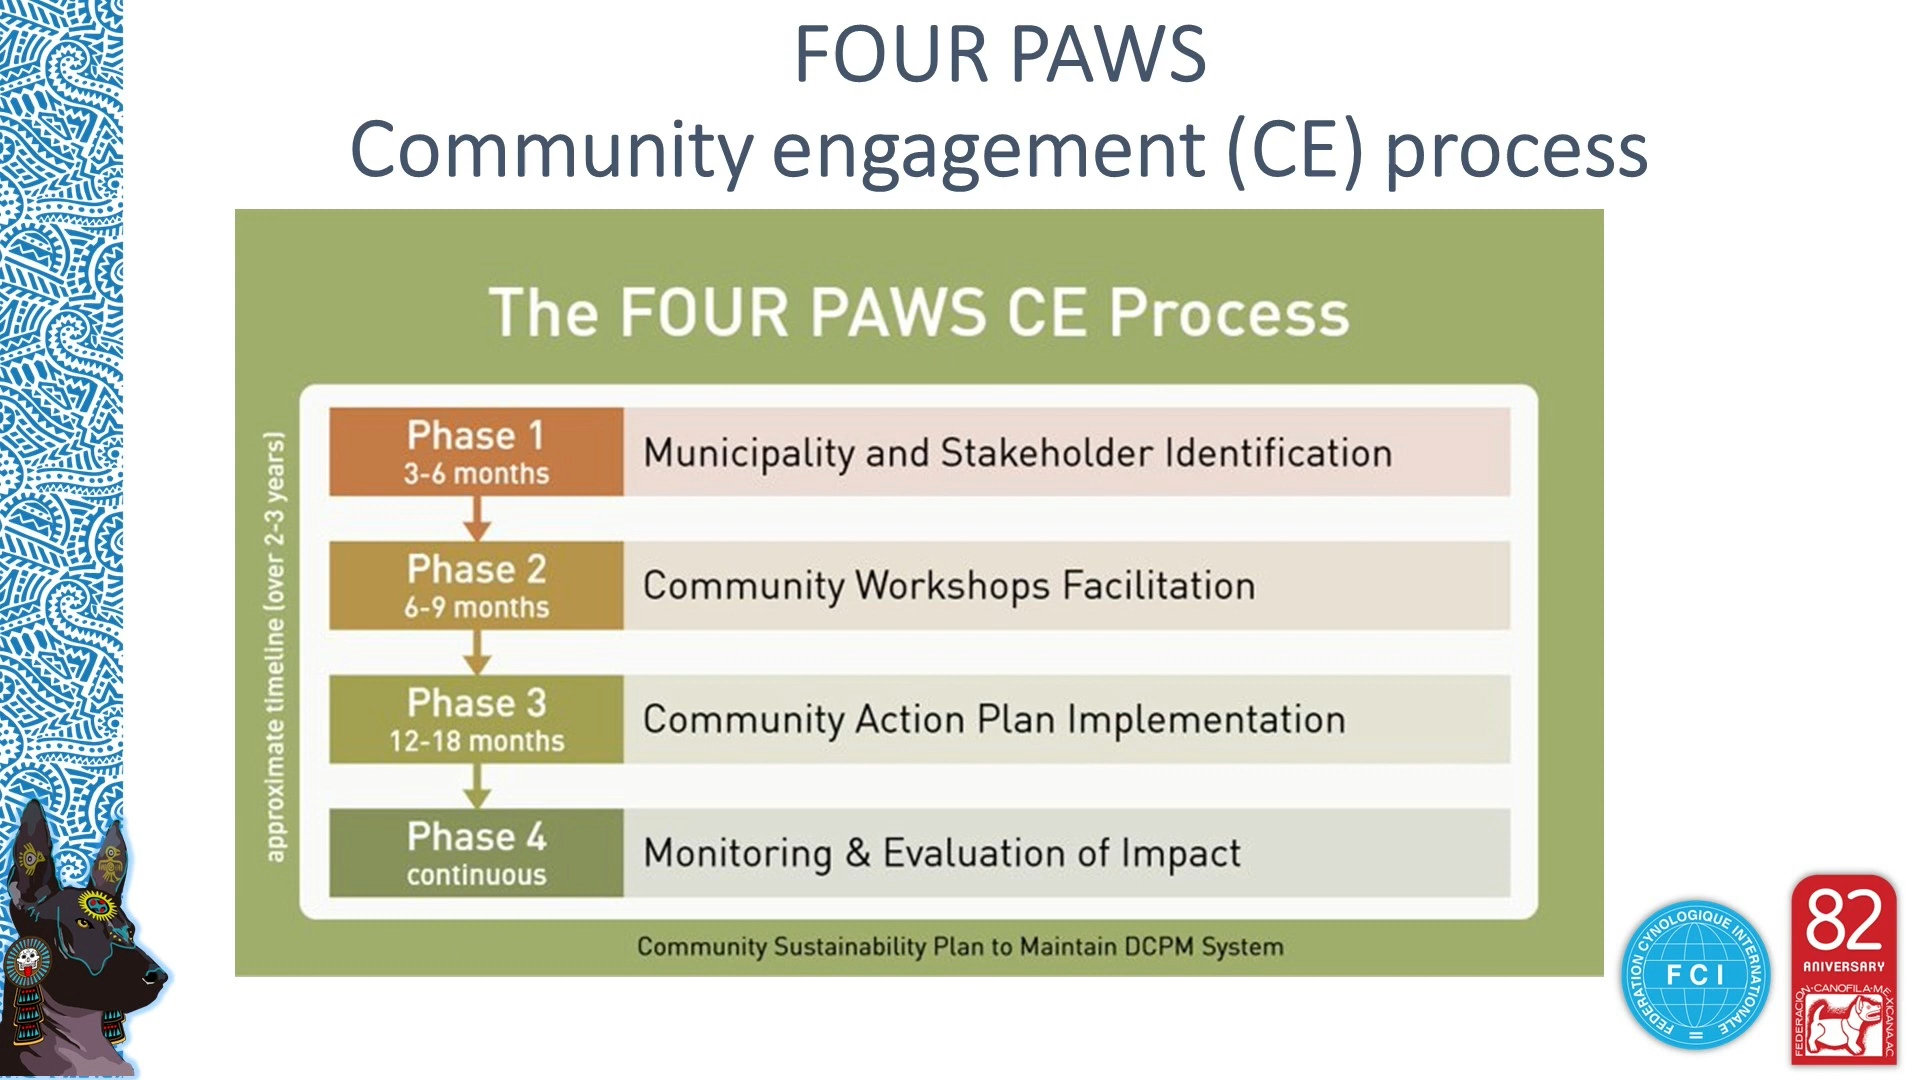 FOUR PAWS
Community engagement (CE) process
The FOUR PAWS CE Process
approximate timeline (over 2-3 years)
Phase 1
3-6 months
Municipality and Stakeholder Identification
Phase 2
6-9 months
Community Workshops Facilitation
Phase 3
12-18 months
Community Action Plan Implementation
Phase 4
continuous
Monitoring & Evaluation of Impact
Community Sustainability Plan to Maintain DCPM System
FEDERATION CYNOLOGIQUE INTERNATIONALE
FCI
82
ANIVERSARY
FEDERACION·CANOFILA·MEXICANA,AC